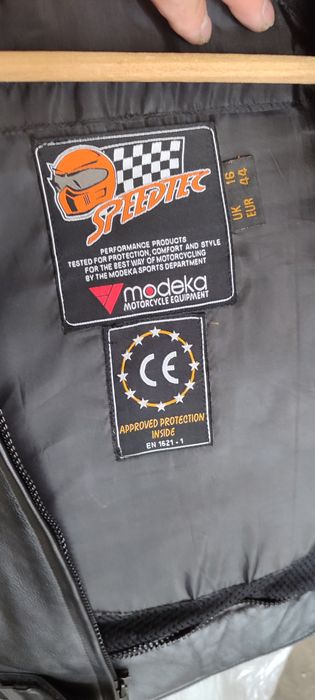 SPEEDTEC
PERFORMANCE PRODUCTS
TESTED FOR PROTECTION, COMFORT AND STYLE
FOR THE BEST WAY OF MOTORCYCLING
BY THE MODEKA SPORTS DEPARTMENT
modeka
MOTORCYCLE EQUIPMENT
UK 16
EUR 44
CE
APPROVED PROTECTION
INSIDE
EN 1621-1